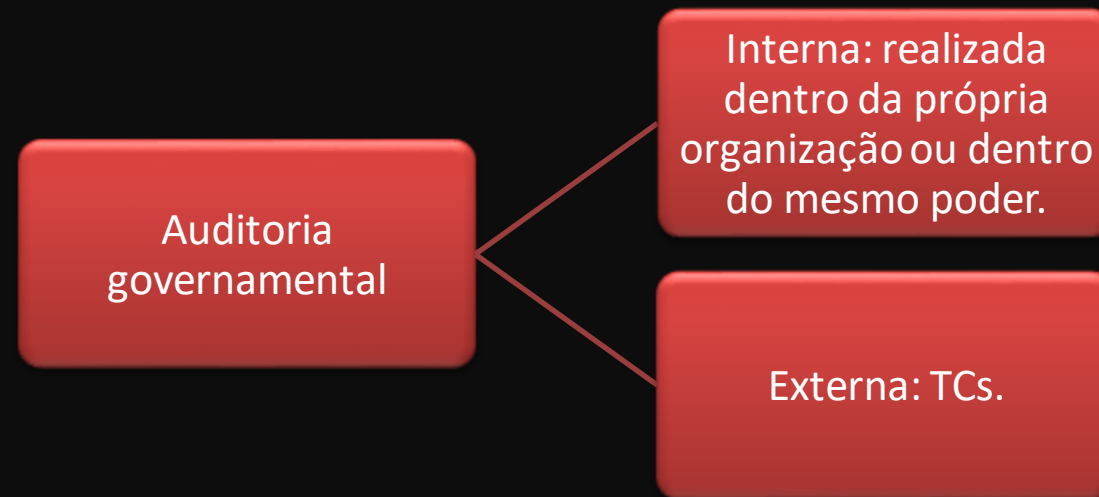 Auditoria
governamental
Interna: realizada
dentro da própria
organização ou dentro
do mesmo poder.
Externa: TCs.